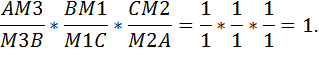 AM3/M3B * BM1/M1C * CM2/M2A = 1/1 * 1/1 * 1/1 = 1.